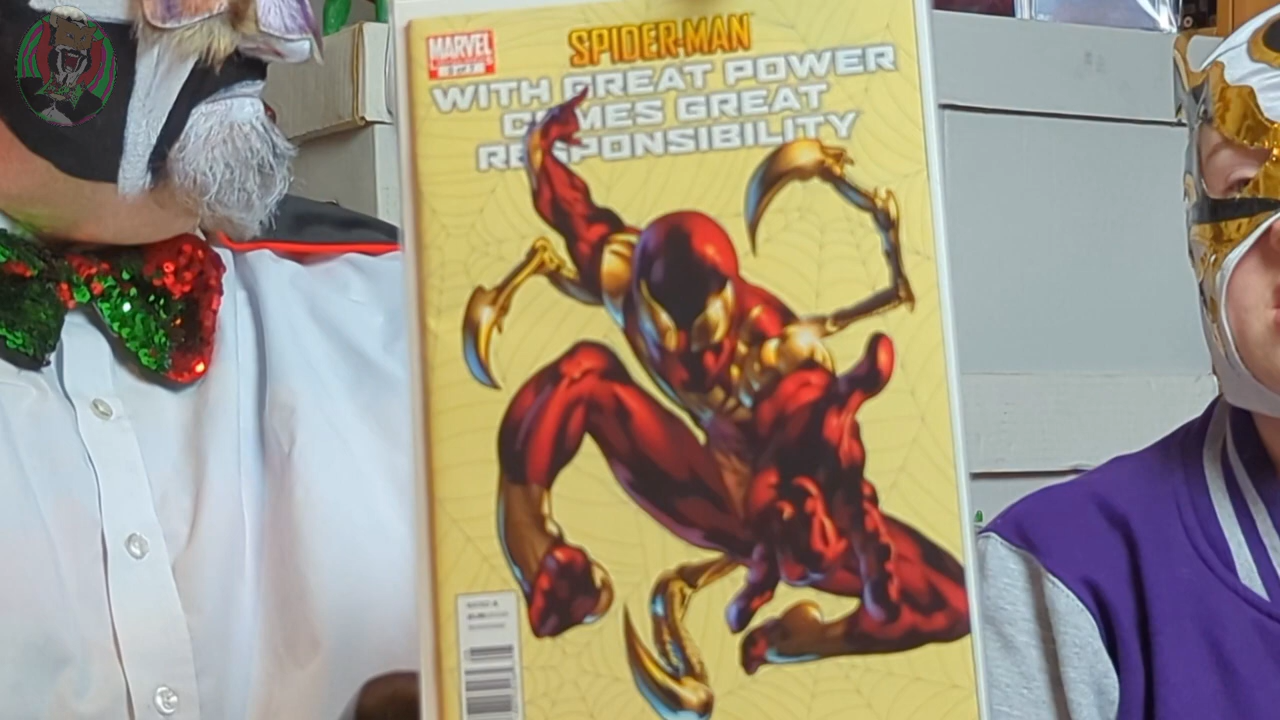 SPIDER-MAN
MARVEL
WITH GREAT POWER
COMES GREAT
RESPONSIBILITY